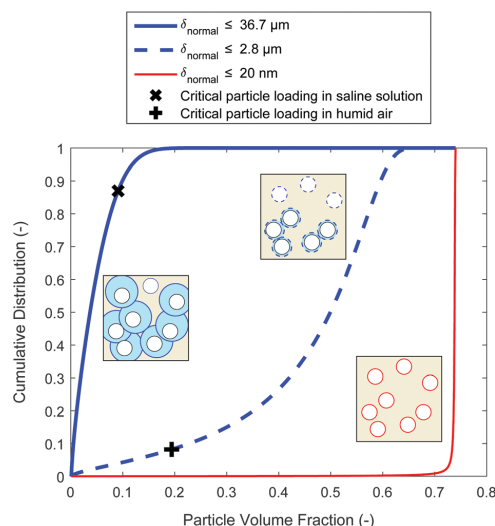 δnormal ≤ 36.7 µm
δnormal ≤ 2.8 µm
δnormal ≤ 20 nm
Critical particle loading in saline solution
Critical particle loading in humid air
1
0.9
0.8
0.7
0.6
0.5
0.4
0.3
0.2
0.1
0
Cumulative Distribution (-)
0 0.1 0.2 0.3 0.4 0.5 0.6 0.7 0.8
Particle Volume Fraction (-)